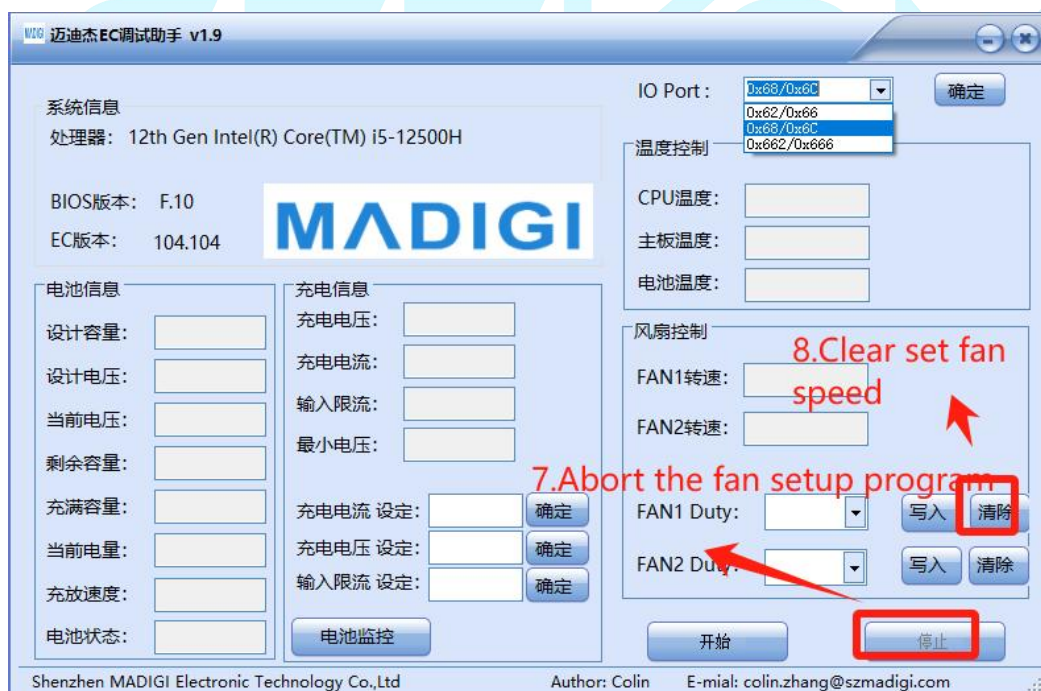 MADIGI 迈迪杰EC调试助手 v1.9
IO Port : 0x68/0x6C 确定
0x62/0x66
0x68/0x6C
0x662/0x666
系统信息
处理器: 12th Gen Intel(R) Core(TM) i5-12500H
BIOS版本: F.10
EC版本: 104.104
MADIGI
温度控制
CPU温度:
主板温度:
电池温度:
电池信息
设计容量:
设计电压:
当前电压:
剩余容量:
充满容量:
当前电量:
充放速度:
电池状态:
充电信息
充电电压:
充电电流:
输入限流:
最小电压:
充电电流 设定: 确定
充电电压 设定: 确定
输入限流 设定: 确定
电池监控
风扇控制
FAN1转速:
FAN2转速:
8.Clear set fan
speed
7.Abort the fan setup program
FAN1 Duty: 写入 清除
FAN2 Duty: 写入 清除
开始 停止
Shenzhen MADIGI Electronic Technology Co.,Ltd Author: Colin E-mial: colin.zhang@szmadigi.com